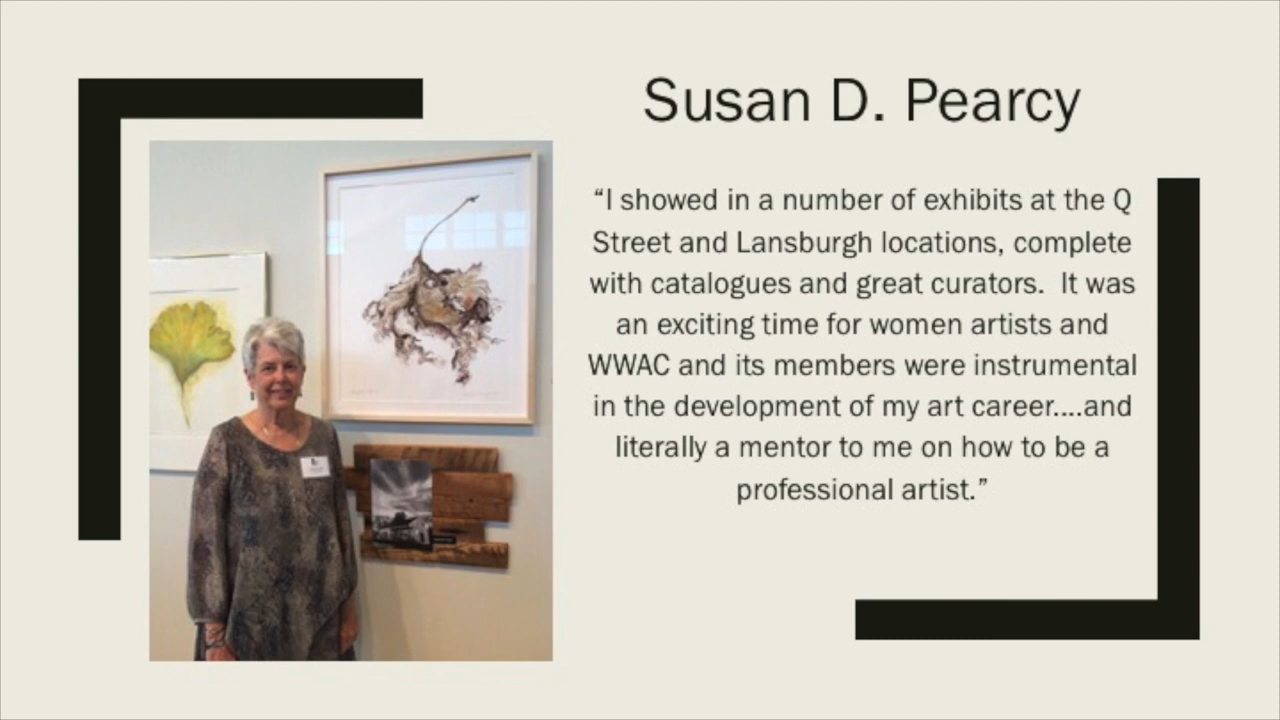 Susan D. Pearcy
“I showed in a number of exhibits at the Q
Street and Lansburgh locations, complete
with catalogues and great curators.  It was
an exciting time for women artists and
WWAC and its members were instrumental
in the development of my art career....and
literally a mentor to me on how to be a
professional artist.”